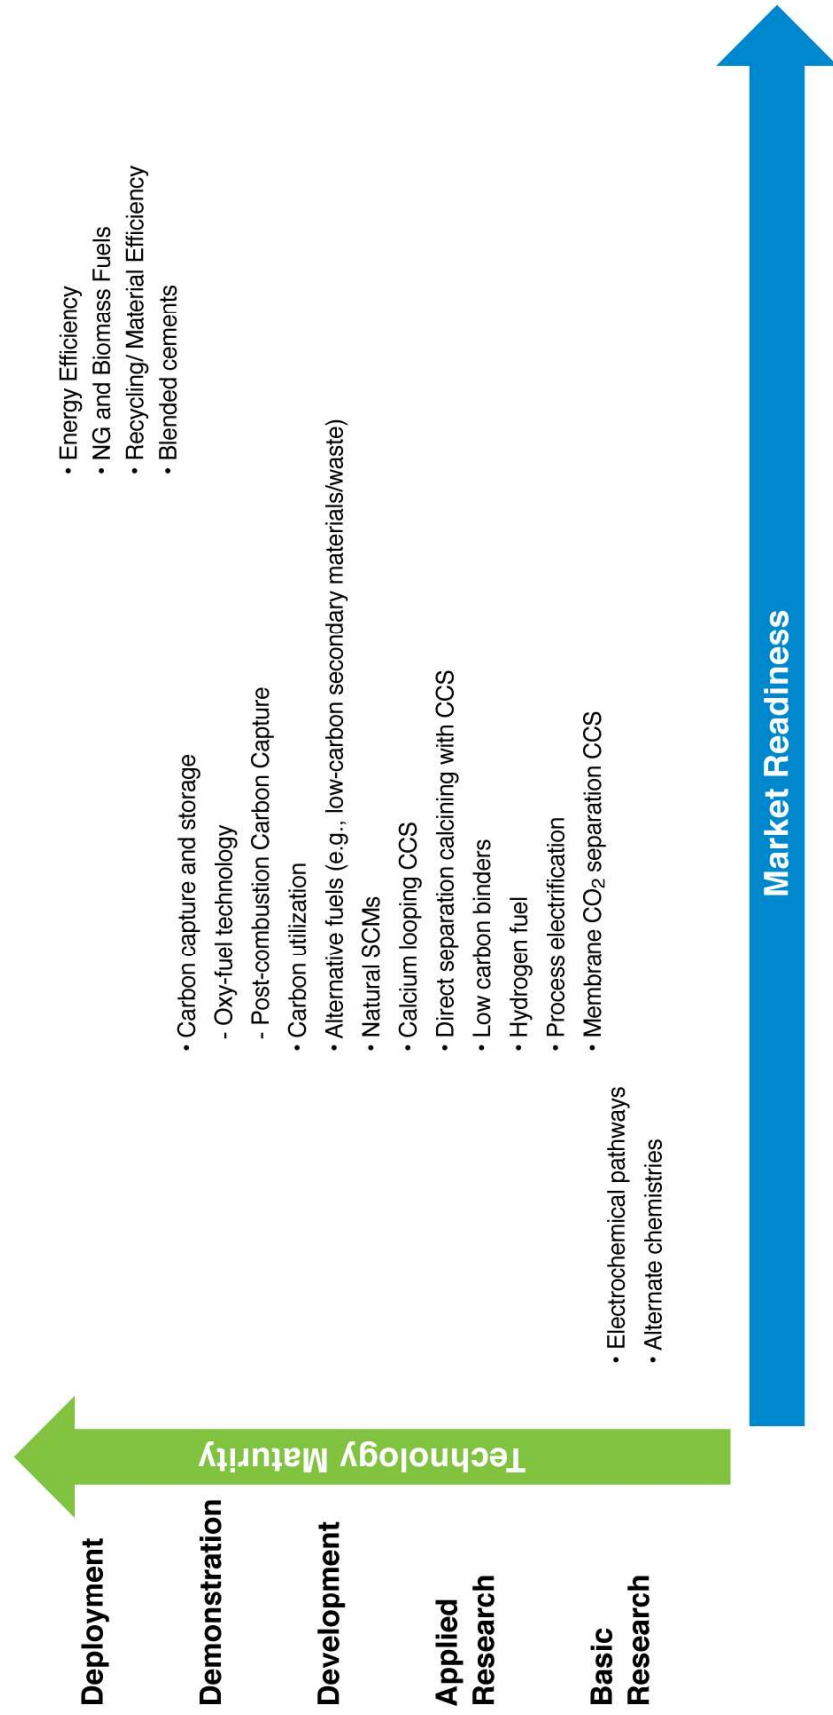 Deployment
Demonstration
Development
Applied
Research
Basic
Research
Technology Maturity
• Energy Efficiency
• NG and Biomass Fuels
• Recycling/ Material Efficiency
• Blended cements
• Carbon capture and storage
- Oxy-fuel technology
- Post-combustion Carbon Capture
• Carbon utilization
• Alternative fuels (e.g., low-carbon secondary materials/waste)
• Natural SCMs
• Calcium looping CCS
• Direct separation calcining with CCS
• Low carbon binders
• Hydrogen fuel
• Process electrification
• Membrane CO₂ separation CCS
• Electrochemical pathways
• Alternate chemistries
Market Readiness